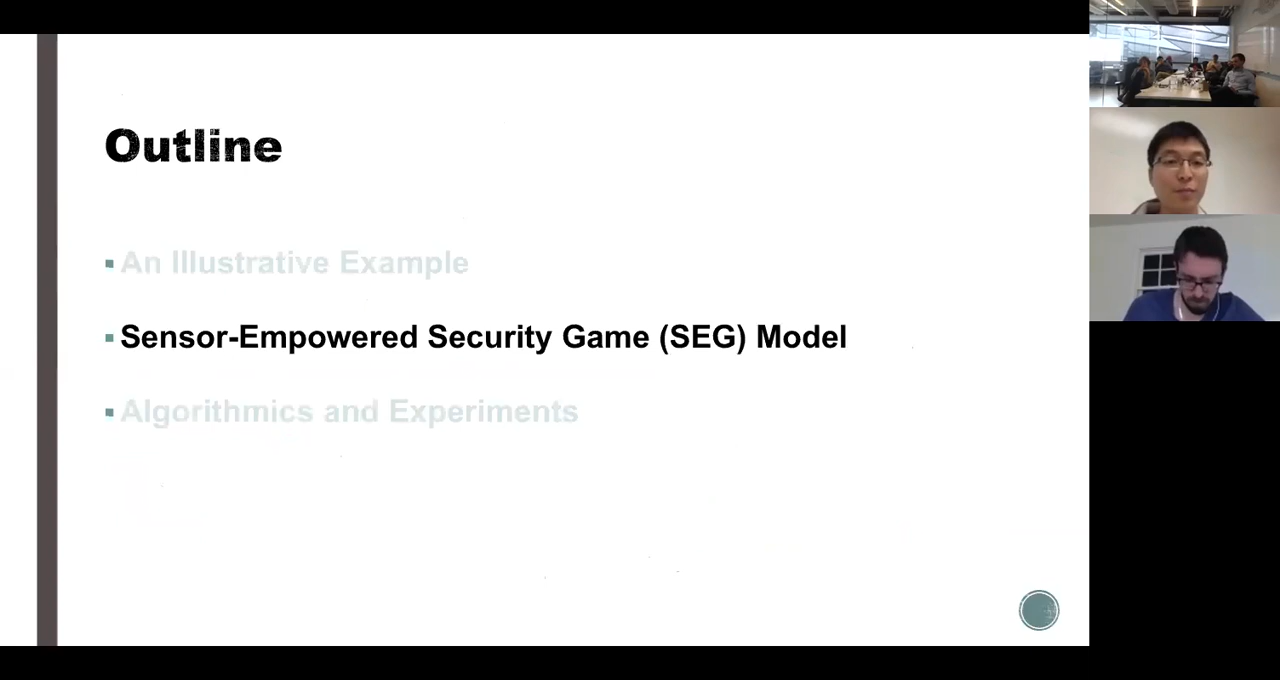 Outline
An Illustrative Example
Sensor-Empowered Security Game (SEG) Model
Algorithmics and Experiments